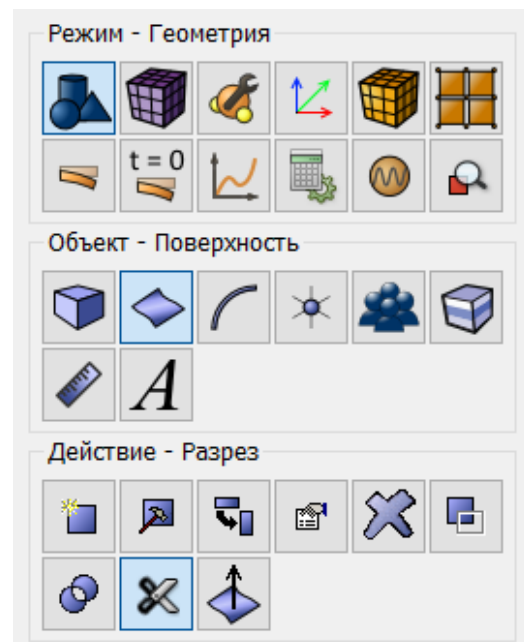 Режим - Геометрия
t = 0
Объект - Поверхность
A
Действие - Разрез